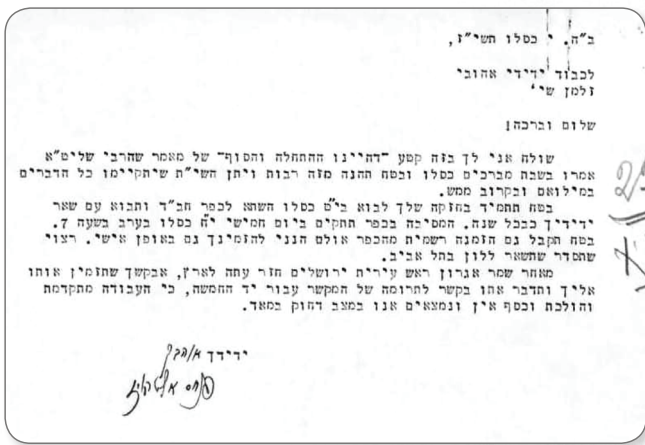 ב"ה. י כסלו תשי"ז,
לכבוד ידידי אהובי
זלמן שי'
שלום וברכה!
שולח אני לך בזה קטע -דהיינו ההתחלה והסוף- של מאמר שהרבי שליט"א
אמרו בשבת מברכים כסלו ובטח תהנה מזה רבות ויתן השי"ת שיתקיימו כל הדברים
במילואם ובקרוב ממש.
בטח תתמיד בחזקה שלך לבוא בי"ט כסלו השתא לכפר חב"ד ותבוא עם שאר
ידידיך כבכל שנה. המסיבה בכפר תתקים ביום חמישי י"ח כסלו בערב בשעה 7.
בטח תקבל גם הזמנה רשמית מהכפר אולם הנני להזמינך גם באופן אישי. רצוי
שתסדר שתשאר ללון בתל אביב.
מאחר שמר אגרון ראש עירית ירושלים חזר עתה לארץ, אבקשך שתזמין אותו
אליך ותדבר אתו בקשר לתרומה של המקשר עבור יד החמשה, כי העבודה מתקדמת
והולכת וכסף אין ונמצאים אנו במצב דחוק במאד.
ידידך אוהבך
פנחס